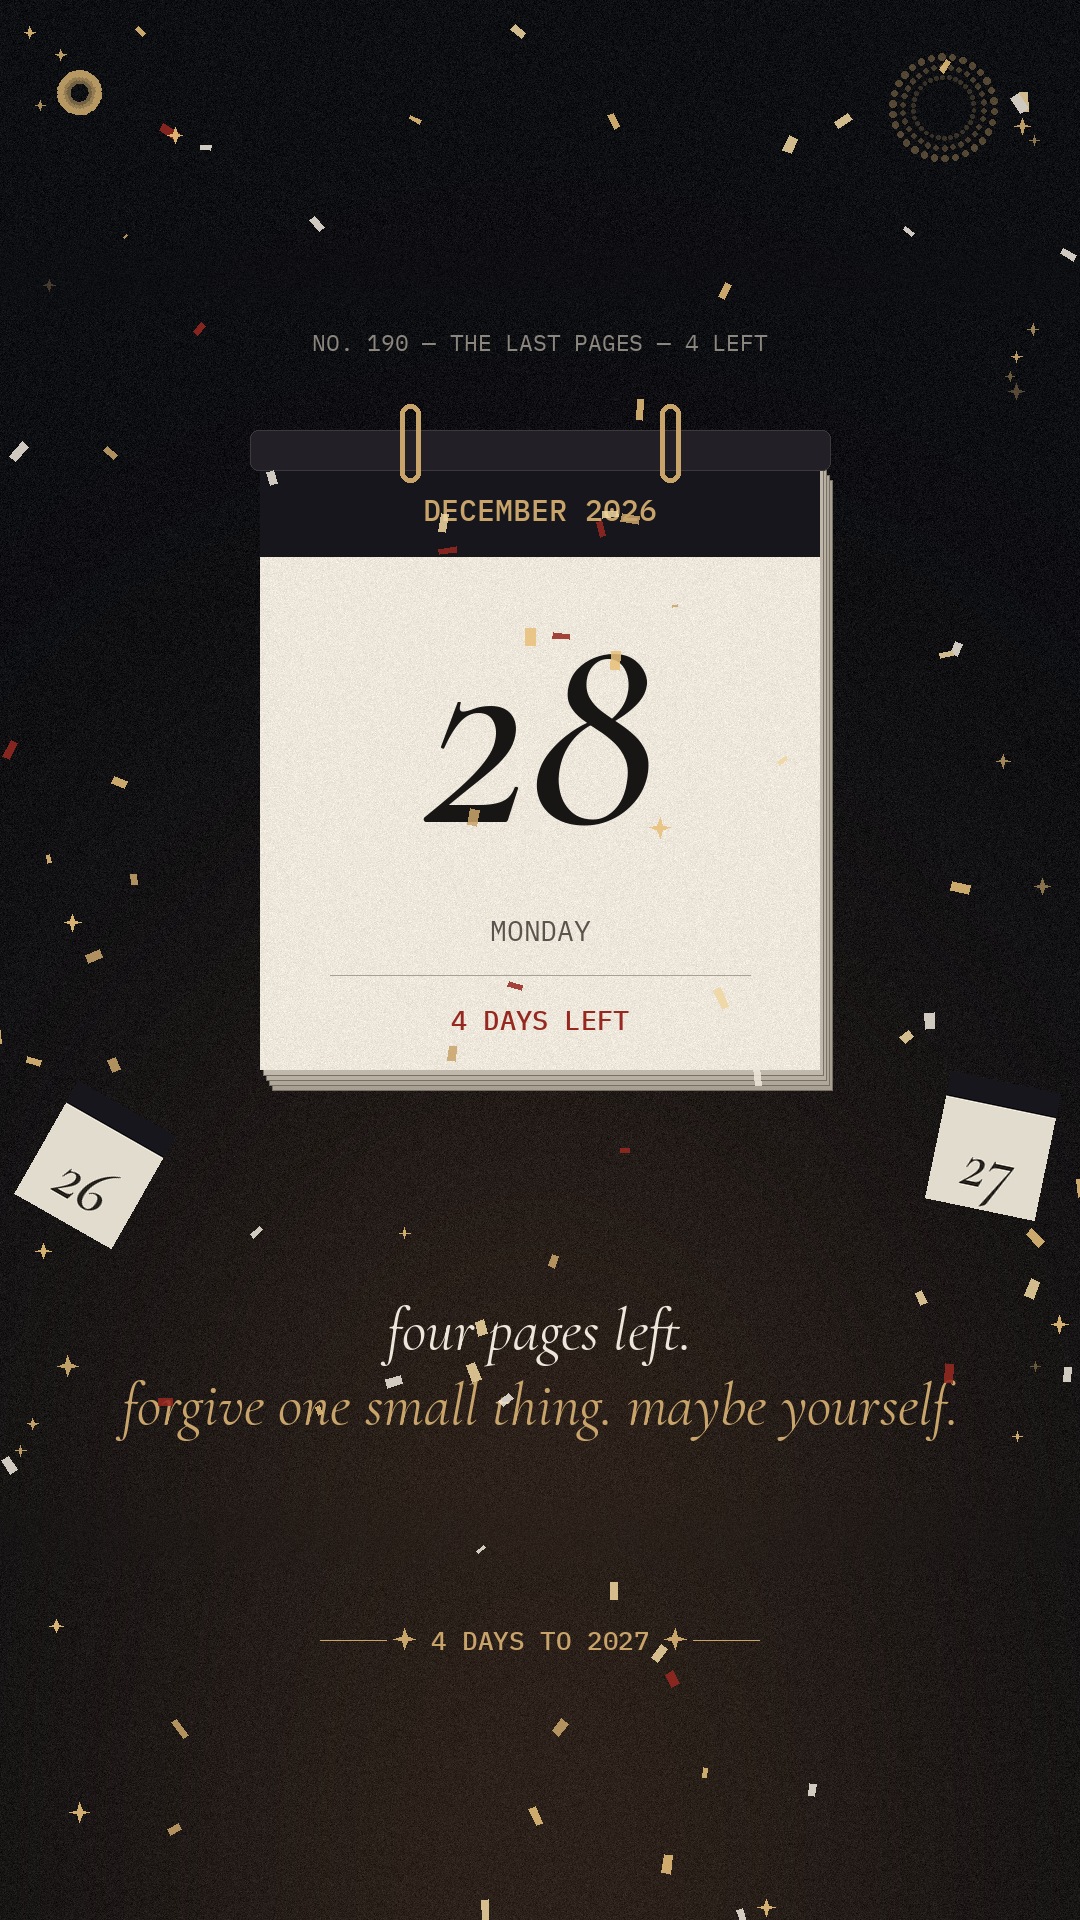 NO. 190 — THE LAST PAGES — 4 LEFT
DECEMBER 2026
28
MONDAY
4 DAYS LEFT
26
27
four pages left.
forgive one small thing. maybe yourself.
4 DAYS TO 2027